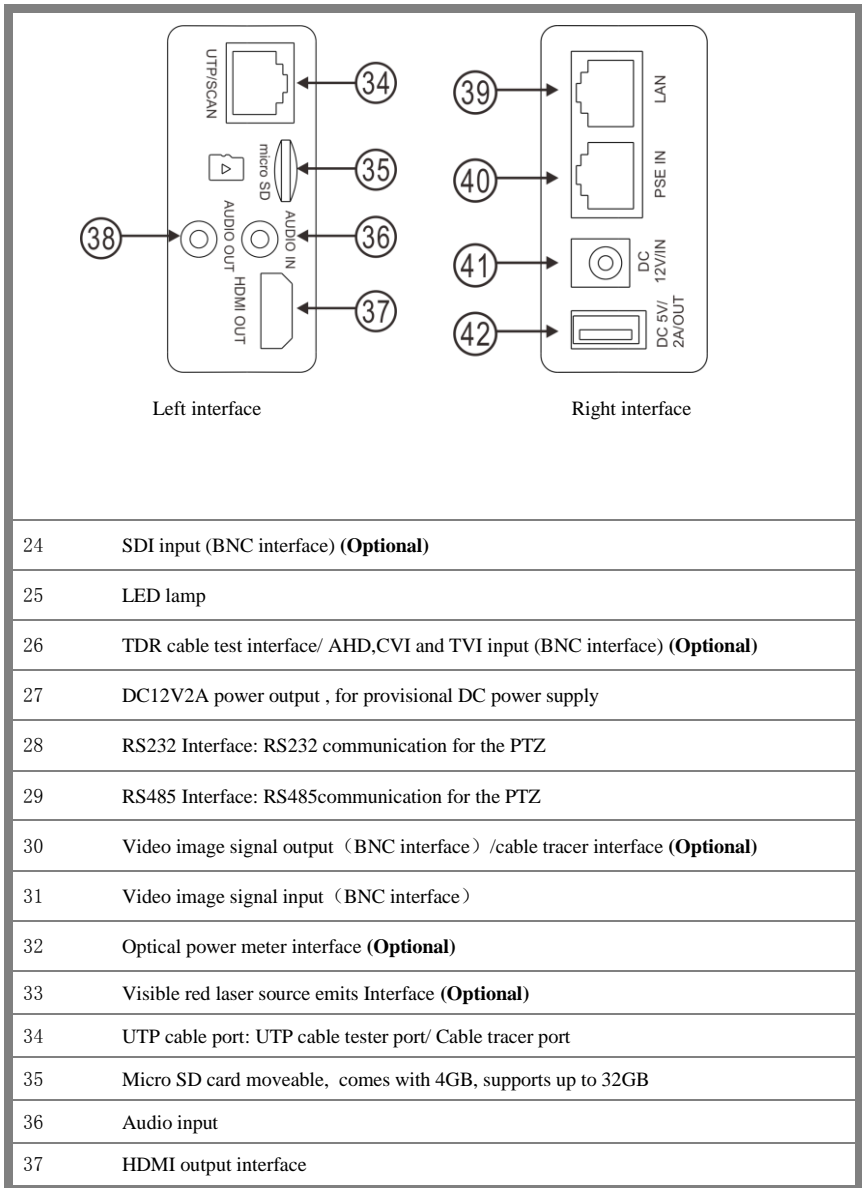 UTP/SCAN
34
micro SD
35
38
AUDIO OUT
AUDIO IN
36
HDMI OUT
37
39
LAN
40
PSE IN
41
DC
12V/IN
42
DC 5V/
2A/OUT
Left interface
Right interface
24 SDI input (BNC interface) (Optional)
25 LED lamp
26 TDR cable test interface/ AHD,CVI and TVI input (BNC interface) (Optional)
27 DC12V2A power output , for provisional DC power supply
28 RS232 Interface: RS232 communication for the PTZ
29 RS485 Interface: RS485communication for the PTZ
30 Video image signal output（BNC interface）/cable tracer interface (Optional)
31 Video image signal input（BNC interface）
32 Optical power meter interface (Optional)
33 Visible red laser source emits Interface (Optional)
34 UTP cable port: UTP cable tester port/ Cable tracer port
35 Micro SD card moveable, comes with 4GB, supports up to 32GB
36 Audio input
37 HDMI output interface